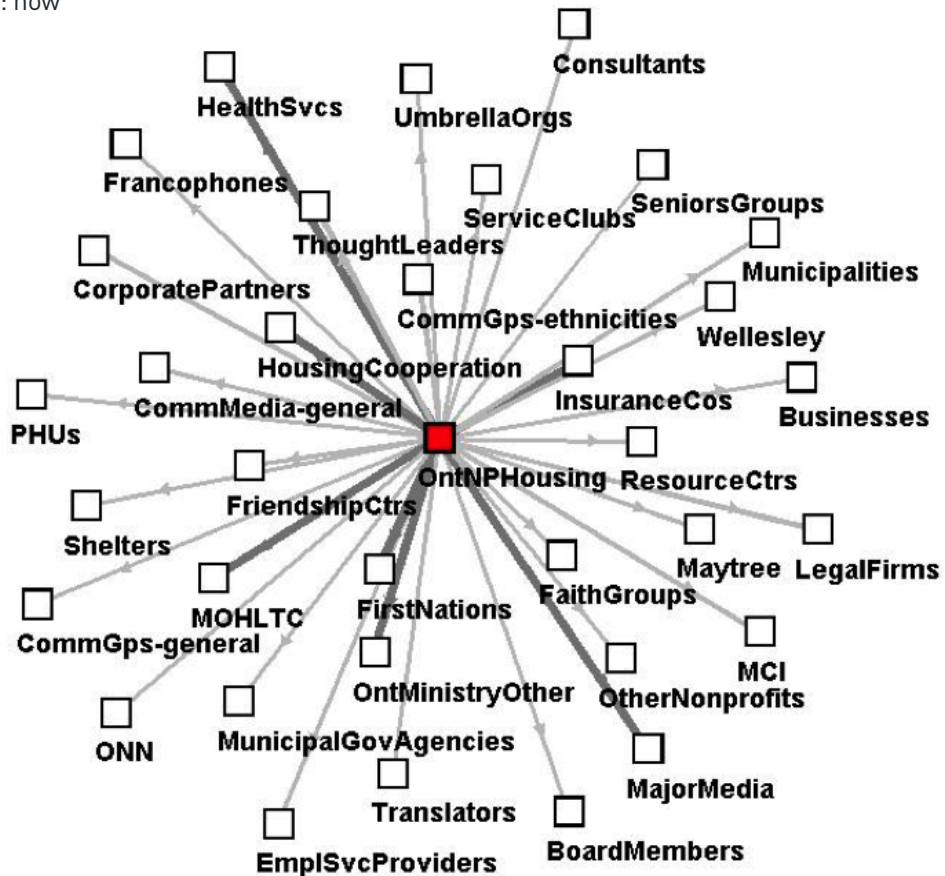 : now
Consultants
HealthSvcs
UmbrellaOrgs
Francophones
ServiceClubs
SeniorsGroups
ThoughtLeaders
Municipalities
CorporatePartners
CommGps-ethnicities
Wellesley
HousingCooperation
InsuranceCos
CommMedia-general
Businesses
PHUs
OntNPHousing
ResourceCtrs
FriendshipCtrs
Shelters
Maytree
LegalFirms
FaithGroups
MOHLTC
FirstNations
CommGps-general
MCI
OntMinistryOther
OtherNonprofits
ONN
MunicipalGovAgencies
MajorMedia
Translators
BoardMembers
EmplSvcProviders